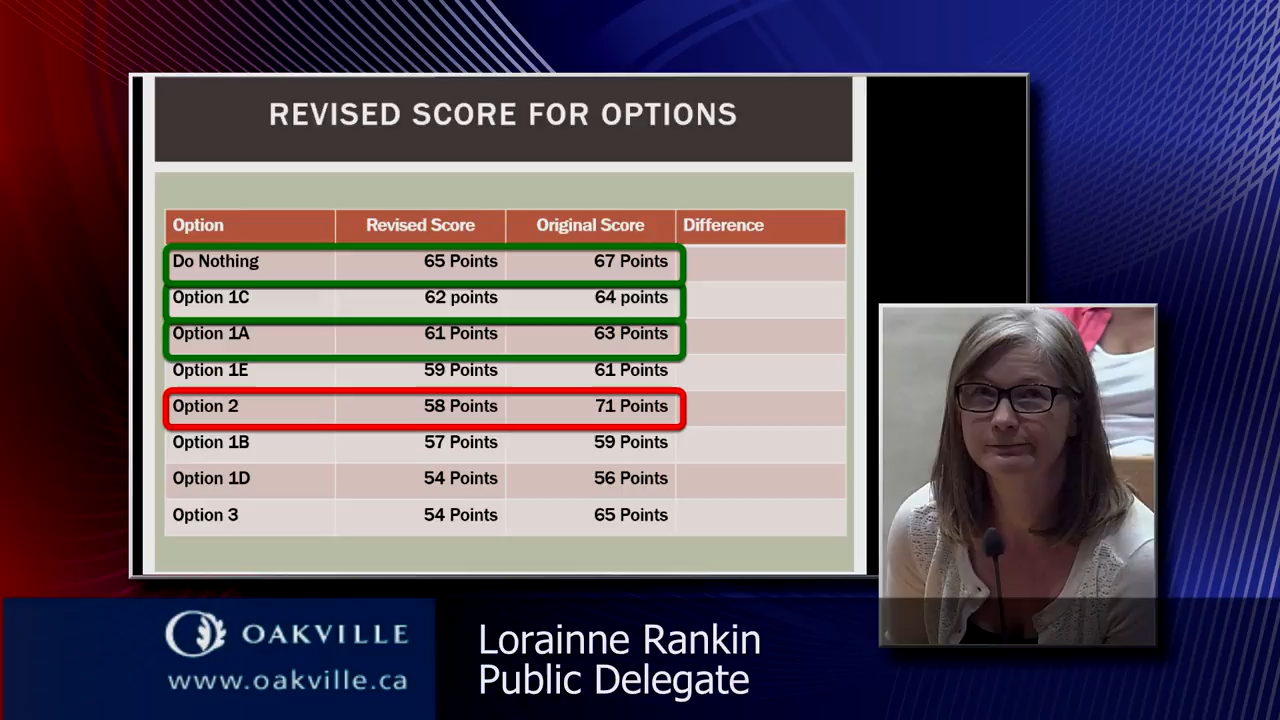 REVISED SCORE FOR OPTIONS
Option Revised Score Original Score Difference
Do Nothing 65 Points 67 Points
Option 1C 62 points 64 points
Option 1A 61 Points 63 Points
Option 1E 59 Points 61 Points
Option 2 58 Points 71 Points
Option 1B 57 Points 59 Points
Option 1D 54 Points 56 Points
Option 3 54 Points 65 Points
OAKVILLE
www.oakville.ca
Lorainne Rankin
Public Delegate